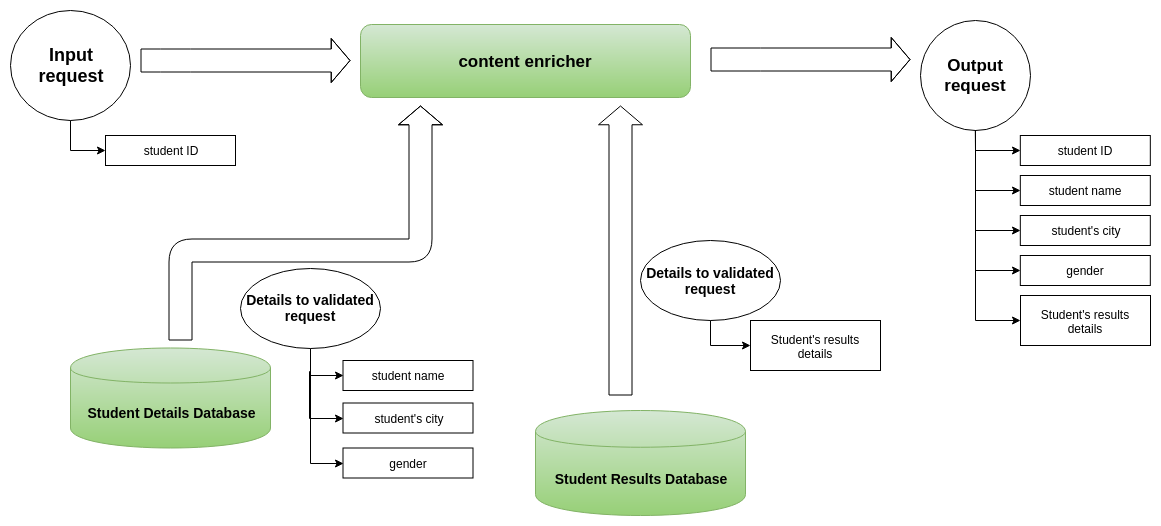 Input
request
content enricher
Output
request
student ID
student ID
student name
student's city
gender
Student's results
details
Details to validated
request
Details to validated
request
Student's results
details
student name
student's city
gender
Student Details Database
Student Results Database